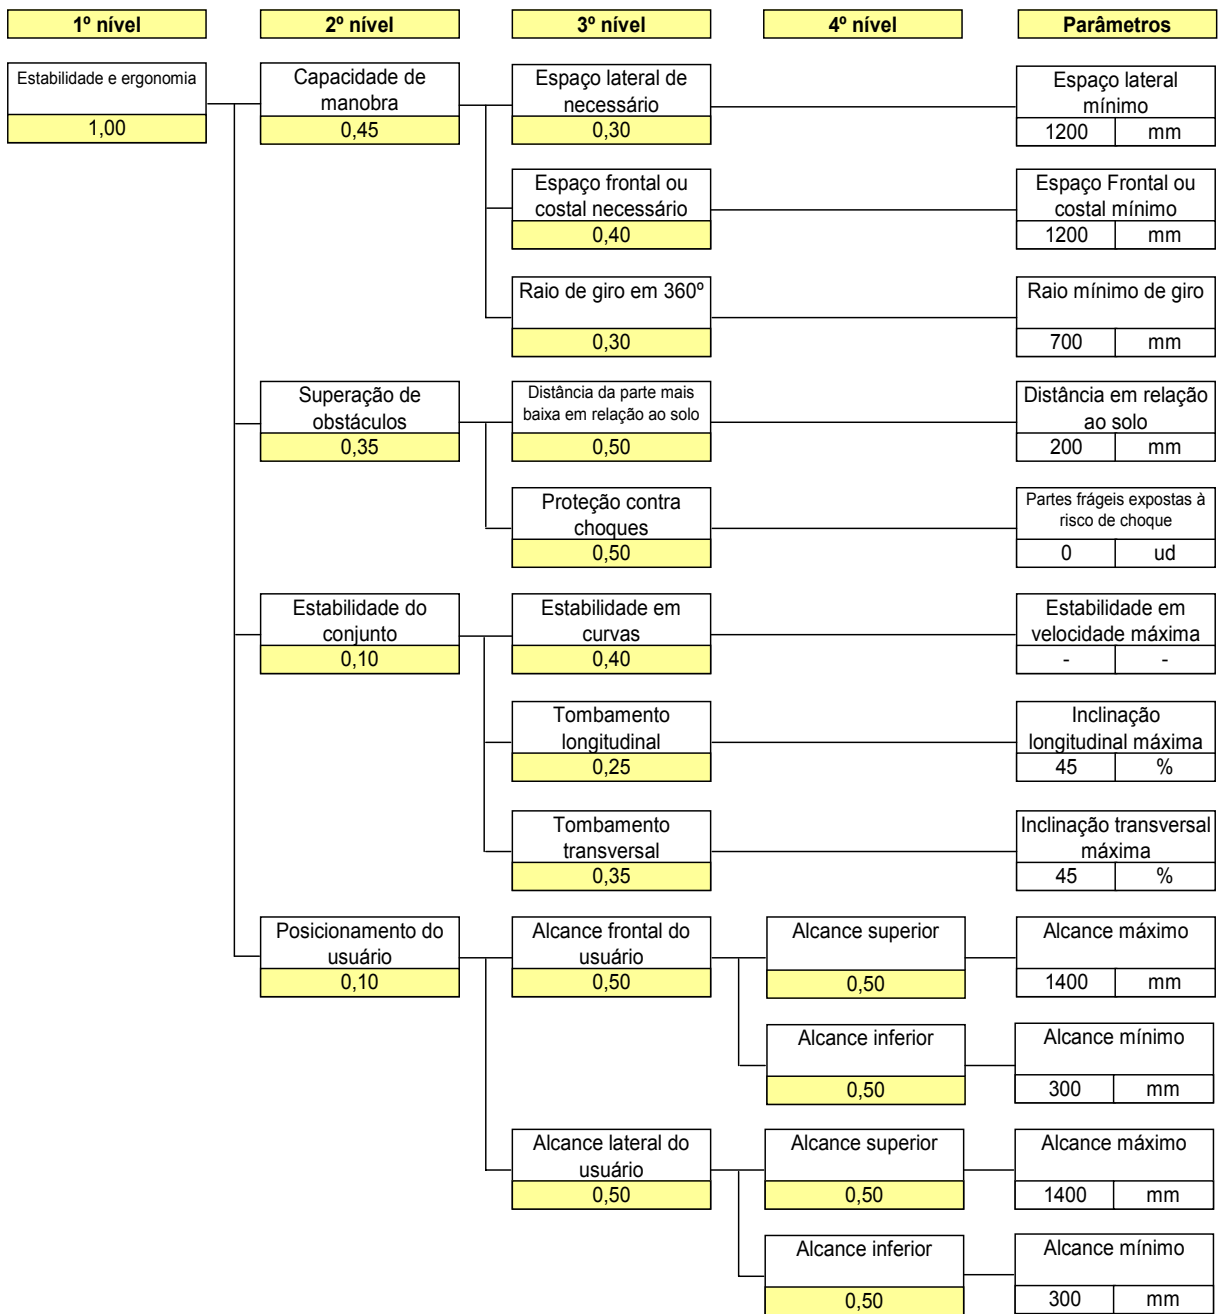 1º nível
2º nível
3º nível
4º nível
Parâmetros
Estabilidade e ergonomia
1,00
Capacidade de
manobra
0,45
Espaço lateral de
necessário
0,30
Espaço lateral
mínimo
1200 mm
Espaço frontal ou
costal necessário
0,40
Espaço Frontal ou
costal mínimo
1200 mm
Raio de giro em 360º
0,30
Raio mínimo de giro
700 mm
Superação de
obstáculos
0,35
Distância da parte mais
baixa em relação ao solo
0,50
Distância em relação
ao solo
200 mm
Proteção contra
choques
0,50
Partes frágeis expostas à
risco de choque
0 ud
Estabilidade do
conjunto
0,10
Estabilidade em
curvas
0,40
Estabilidade em
velocidade máxima
- -
Tombamento
longitudinal
0,25
Inclinação
longitudinal máxima
45 %
Tombamento
transversal
0,35
Inclinação transversal
máxima
45 %
Posicionamento do
usuário
0,10
Alcance frontal do
usuário
0,50
Alcance superior
0,50
Alcance máximo
1400 mm
Alcance inferior
0,50
Alcance mínimo
300 mm
Alcance lateral do
usuário
0,50
Alcance superior
0,50
Alcance máximo
1400 mm
Alcance inferior
0,50
Alcance mínimo
300 mm